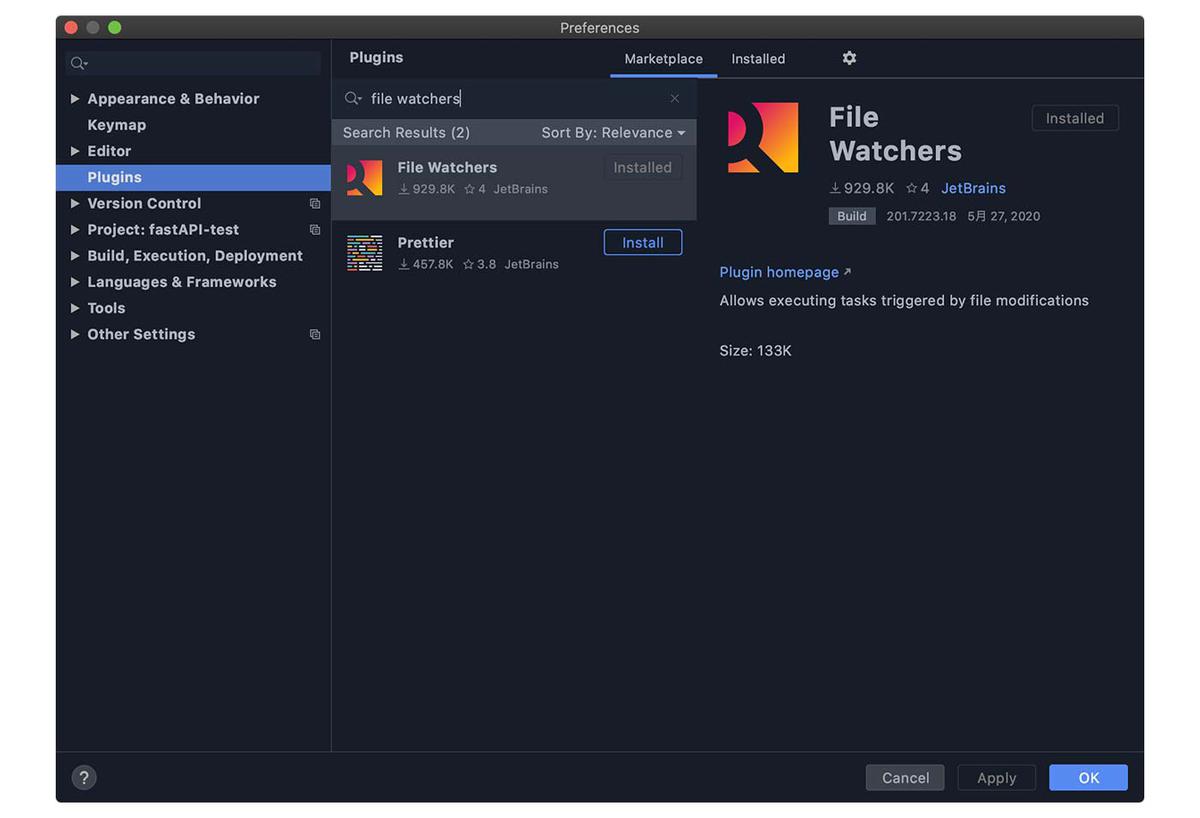 Preferences
Appearance & Behavior
Keymap
Editor
Plugins
Version Control
Project: fastAPI-test
Build, Execution, Deployment
Languages & Frameworks
Tools
Other Settings
Plugins
Marketplace
Installed
file watchers
Search Results (2)
Sort By: Relevance
File Watchers
Installed
929.8K 4 JetBrains
Prettier
Install
457.8K 3.8 JetBrains
File
Watchers
Installed
929.8K 4 JetBrains
Build 201.7223.18 5月 27, 2020
Plugin homepage
Allows executing tasks triggered by file modifications
Size: 133K
?
Cancel
Apply
OK